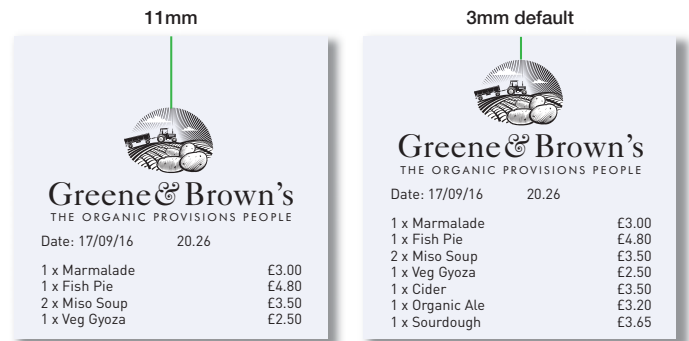 11mm
Greene & Brown's
THE ORGANIC PROVISIONS PEOPLE
Date: 17/09/16 20.26
1 x Marmalade £3.00
1 x Fish Pie £4.80
2 x Miso Soup £3.50
1 x Veg Gyoza £2.50
3mm default
Greene & Brown's
THE ORGANIC PROVISIONS PEOPLE
Date: 17/09/16 20.26
1 x Marmalade £3.00
1 x Fish Pie £4.80
2 x Miso Soup £3.50
1 x Veg Gyoza £2.50
1 x Cider £3.50
1 x Organic Ale £3.20
1 x Sourdough £3.65